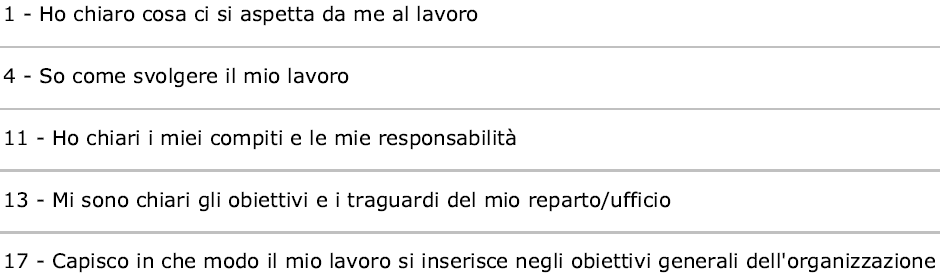 1 - Ho chiaro cosa ci si aspetta da me al lavoro
4 - So come svolgere il mio lavoro
11 - Ho chiari i miei compiti e le mie responsabilità
13 - Mi sono chiari gli obiettivi e i traguardi del mio reparto/ufficio
17 - Capisco in che modo il mio lavoro si inserisce negli obiettivi generali dell'organizzazione